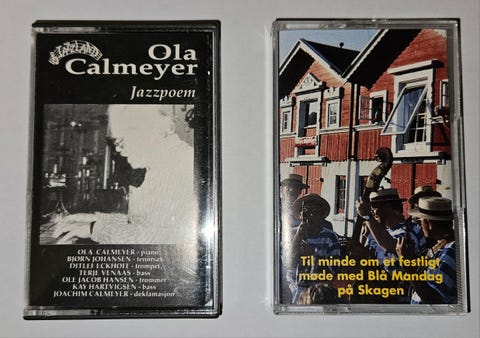 JAZZLAND
Ola
Calmeyer
Jazzpoem
OLA CALMEYER - piano
BJØRN JOHANSEN - tenorsax
DITLEF ECKHOFF - trompet
TERJE VENAAS - bass
OLE JACOB HANSEN - trommer
KAY HARTVIGSEN - bass
JOACHIM CALMEYER - deklamasjon
Til minde om et festligt
møde med Blå Mandag
på Skagen